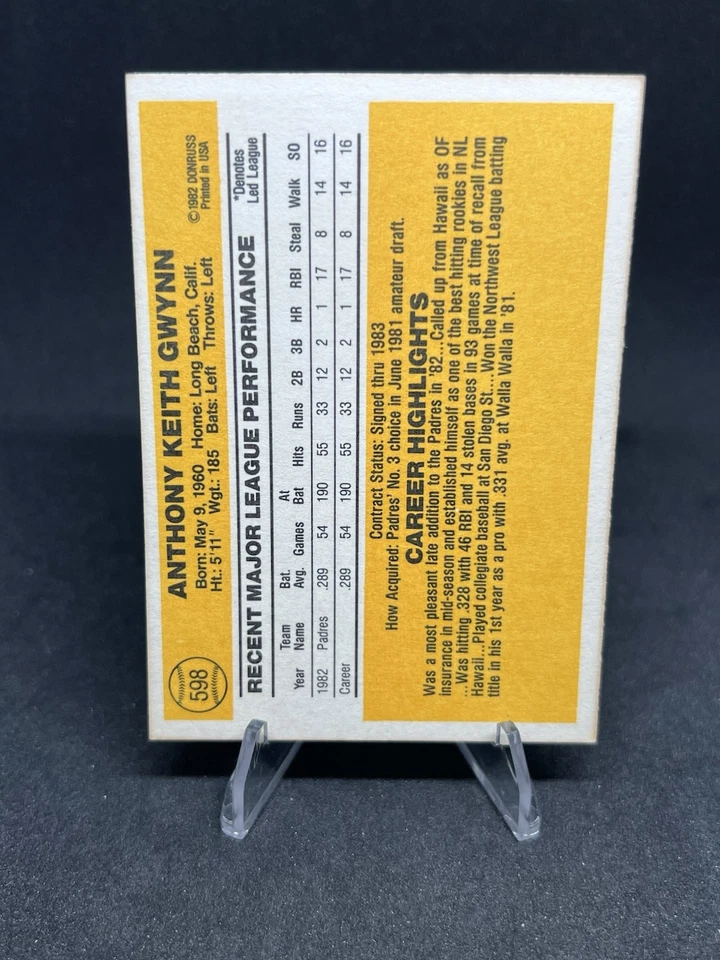 598
ANTHONY KEITH GWYNN
Born: May 9, 1960 Home: Long Beach, Calif.
Ht.: 5'11" Wgt.: 185 Bats: Left Throws: Left
©1982 DONRUSS
Printed in USA
RECENT MAJOR LEAGUE PERFORMANCE
*Denotes
Led League
Year Team Name Bat. Avg. Games At Bat Hits Runs 2B 3B HR RBI Steal Walk SO
1982 Padres .289 54 190 55 33 12 2 1 17 8 14 16
Career .289 54 190 55 33 12 2 1 17 8 14 16
Contract Status: Signed thru 1983
How Acquired: Padres' No. 3 choice in June 1981 amateur draft.
CAREER HIGHLIGHTS
Was a most pleasant late addition to the Padres in '82...Called up from Hawaii as OF
insurance in mid-season and established himself as one of the best hitting rookies in NL
...Was hitting .328 with 46 RBI and 14 stolen bases in 93 games at time of recall from
Hawaii...Played collegiate baseball at San Diego St....Won the Northwest League batting
title in his 1st year as a pro with .331 avg. at Walla Walla in '81.